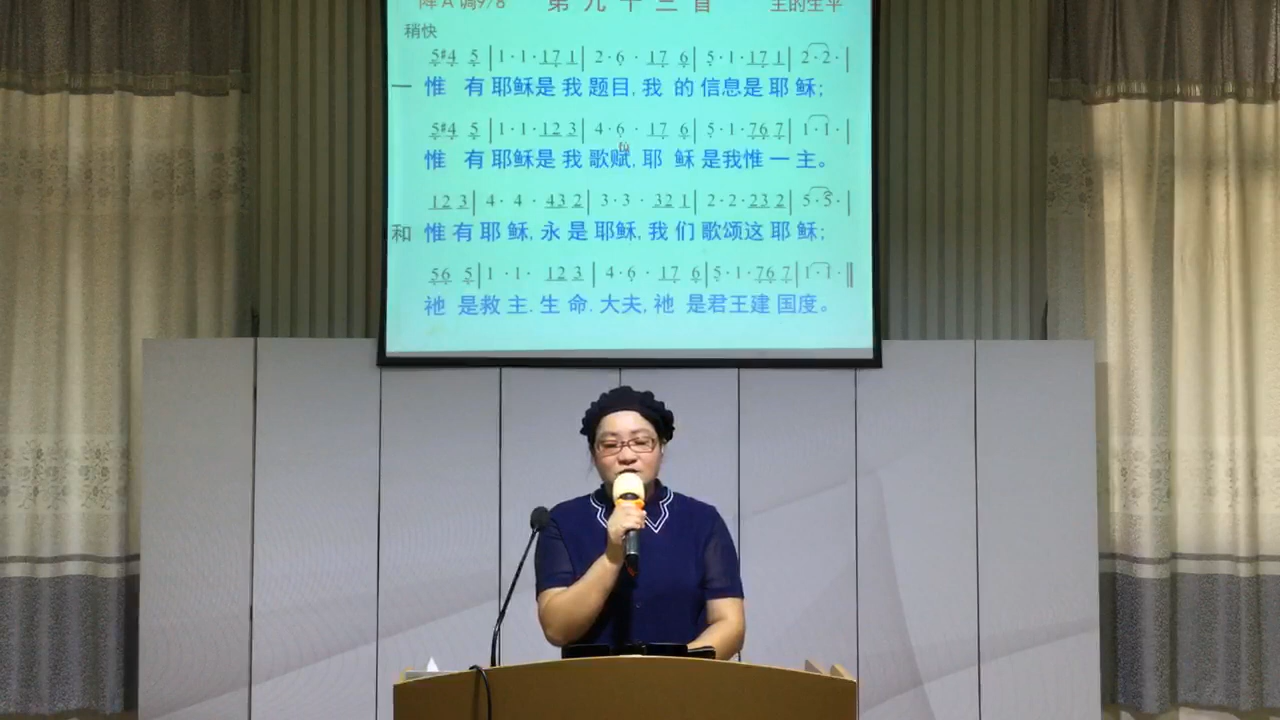 降A调9/8 第九十三首 主的生平
稍快
5#4 5 | 1·1·171 | 2·6·17 6 | 5·1·171 | 2·2·|
一 惟 有耶稣是我题目,我 的信息是耶稣;
5#4 5 | 1·1·12 3 | 4·6·17 6 | 5·1·76 7 | 1·1·|
惟 有耶稣是我歌赋,耶 稣是我惟一主。
12 3 | 4·4·43 2 | 3·3·32 1 | 2·2·23 2 | 5·5·|
和 惟有耶稣,永是耶稣,我们歌颂这耶稣;
56 5 | 1·1·12 3 | 4·6·17 6 | 5·1·76 7 | 1·1·‖
祂 是救主.生命.大夫,祂 是君王建国度。